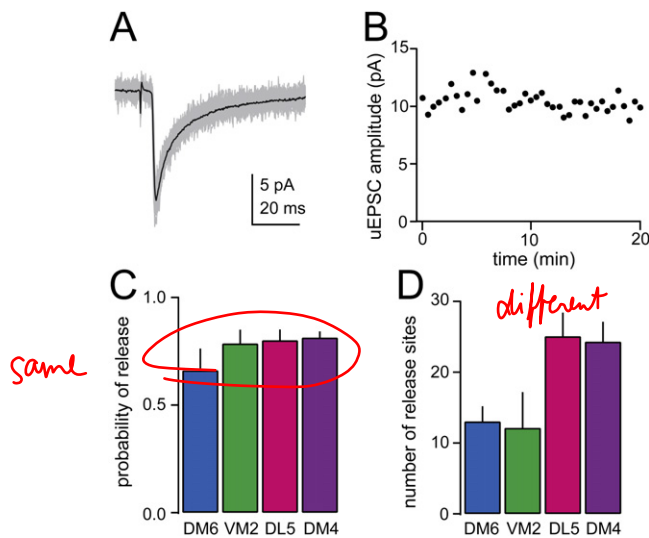 A
5 pA
20 ms
B
uEPSC amplitude (pA)
15
10
5
0
0 10 20
time (min)
same
C
probability of release
1.0
0.5
0.0
DM6 VM2 DL5 DM4
D
different
number of release sites
30
20
10
0
DM6 VM2 DL5 DM4